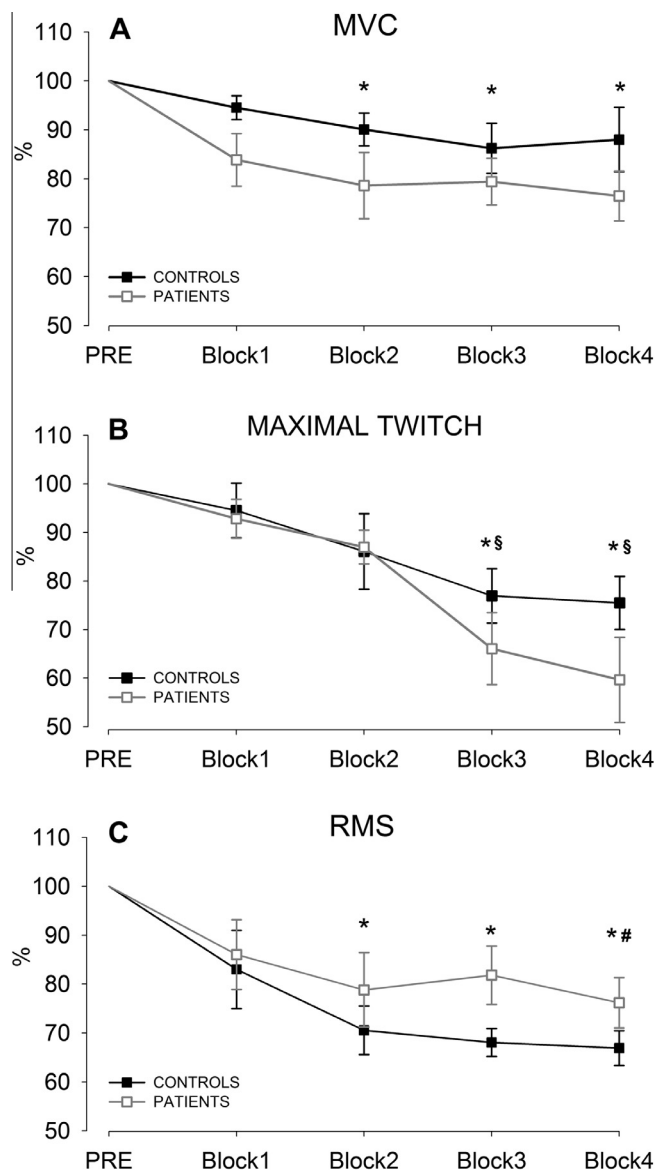 A MVC
110
100
90
80
70
60
50
%
* * *
CONTROLS
PATIENTS
PRE Block1 Block2 Block3 Block4
B MAXIMAL TWITCH
110
100
90
80
70
60
50
%
*§ *§
CONTROLS
PATIENTS
PRE Block1 Block2 Block3 Block4
C RMS
110
100
90
80
70
60
50
%
* * *#
CONTROLS
PATIENTS
PRE Block1 Block2 Block3 Block4